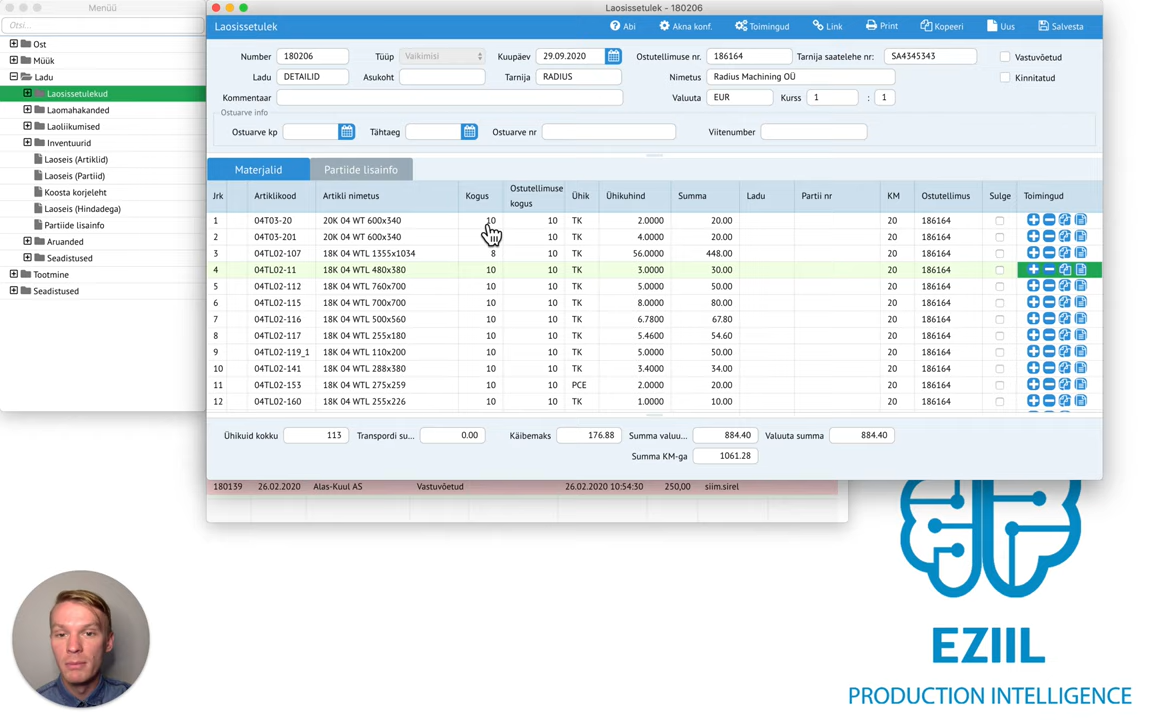 Menüü
Laosissetulek - 180206
Otsi...
Laosissetulek
Abi
Akna konf.
Toimingud
Link
Print
Kopeeri
Uus
Salvesta
Ost
Müük
Ladu
Laosissetulekud
Laomahakanded
Laoliikumised
Inventuurid
Laoseis (Artiklid)
Laoseis (Partiid)
Koosta korjeleht
Laoseis (Hindadega)
Partiide lisainfo
Aruanded
Seadistused
Tootmine
Seadistused
Number 180206 Tüüp Vaikimisi Kuupäev 29.09.2020 Ostutellimuse nr. 186164 Tarnija saatelehe nr: SA4345343 Vastuvõetud
Ladu DETAILID Asukoht Tarnija RADIUS Nimetus Radius Machining OÜ Kinnitatud
Kommentaar Valuuta EUR Kurss 1 : 1
Ostuarve info
Ostuarve kp Tähtaeg Ostuarve nr Viitenumber
Materjalid Partiide lisainfo
Jrk Artiklikood Artikli nimetus Kogus Ostutellimuse kogus Ühik Ühikuhind Summa Ladu Partii nr KM Ostutellimus Sulge Toimingud
1 04T03-20 20K 04 WT 600x340 10 10 TK 2.0000 20.00 20 186164
2 04T03-201 20K 04 WT 600x340 10 TK 4.0000 20.00 20 186164
3 04TL02-107 18K 04 WTL 1355x1034 8 10 TK 56.0000 448.00 20 186164
4 04TL02-11 18K 04 WTL 480x380 10 10 TK 3.0000 30.00 20 186164
5 04TL02-112 18K 04 WTL 760x700 10 10 TK 5.0000 50.00 20 186164
6 04TL02-115 18K 04 WTL 700x700 10 10 TK 8.0000 80.00 20 186164
7 04TL02-116 18K 04 WTL 500x560 10 10 TK 6.7800 67.80 20 186164
8 04TL02-117 18K 04 WTL 255x180 10 10 TK 5.4600 54.60 20 186164
9 04TL02-119_1 18K 04 WTL 110x200 10 10 TK 5.0000 50.00 20 186164
10 04TL02-141 18K 04 WTL 288x380 10 10 TK 3.4000 34.00 20 186164
11 04TL02-153 18K 04 WTL 275x259 10 10 PCE 2.0000 20.00 20 186164
12 04TL02-160 18K 04 WTL 255x226 10 10 TK 1.0000 10.00 20 186164
Ühikuid kokku 113 Transpordi su... 0.00 Käibemaks 176.88 Summa valuu... 884.40 Valuuta summa 884.40
Summa KM-ga 1061.28
180139 26.02.2020 Alas-Kuul AS Vastuvõetud 26.02.2020 10:54:30 250,00 siim.sirel
EZIIL
PRODUCTION INTELLIGENCE